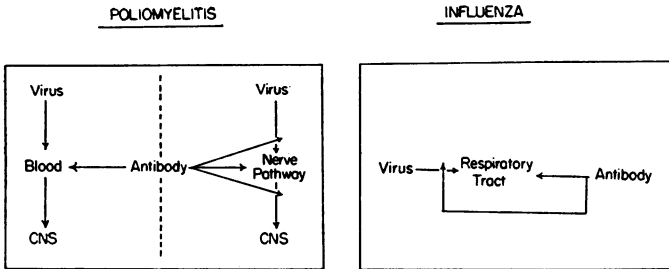 POLIOMYELITIS
INFLUENZA
Virus
Virus
Blood
Antibody
Nerve
Pathway
CNS
CNS
Virus
Respiratory
Tract
Antibody